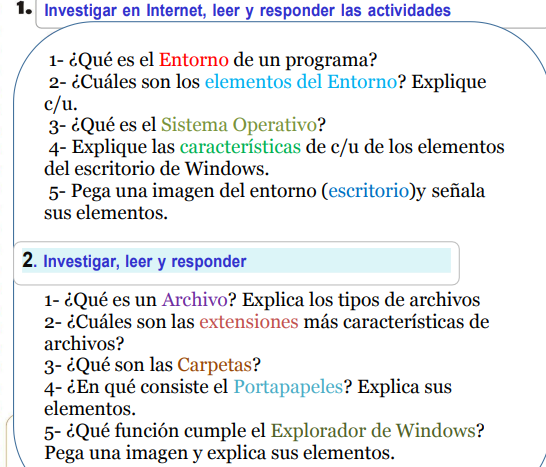 1. Investigar en Internet, leer y responder las actividades
1- ¿Qué es el Entorno de un programa?
2- ¿Cuáles son los elementos del Entorno? Explique
c/u.
3- ¿Qué es el Sistema Operativo?
4- Explique las características de c/u de los elementos
del escritorio de Windows.
5- Pega una imagen del entorno (escritorio)y señala
sus elementos.
2. Investigar, leer y responder
1- ¿Qué es un Archivo? Explica los tipos de archivos
2- ¿Cuáles son las extensiones más características de
archivos?
3- ¿Qué son las Carpetas?
4- ¿En qué consiste el Portapapeles? Explica sus
elementos.
5- ¿Qué función cumple el Explorador de Windows?
Pega una imagen y explica sus elementos.